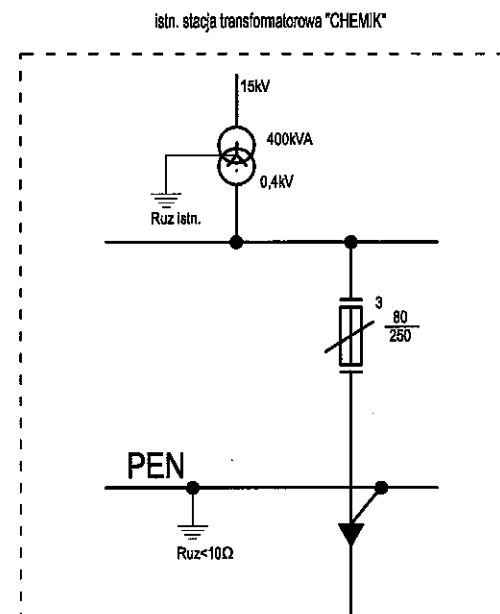 istn. stacja transformatorowa "CHEMIK"
15kV
400kVA
0,4kV
Ruz istn.
3
80
250
PEN
Ruz<10Ω